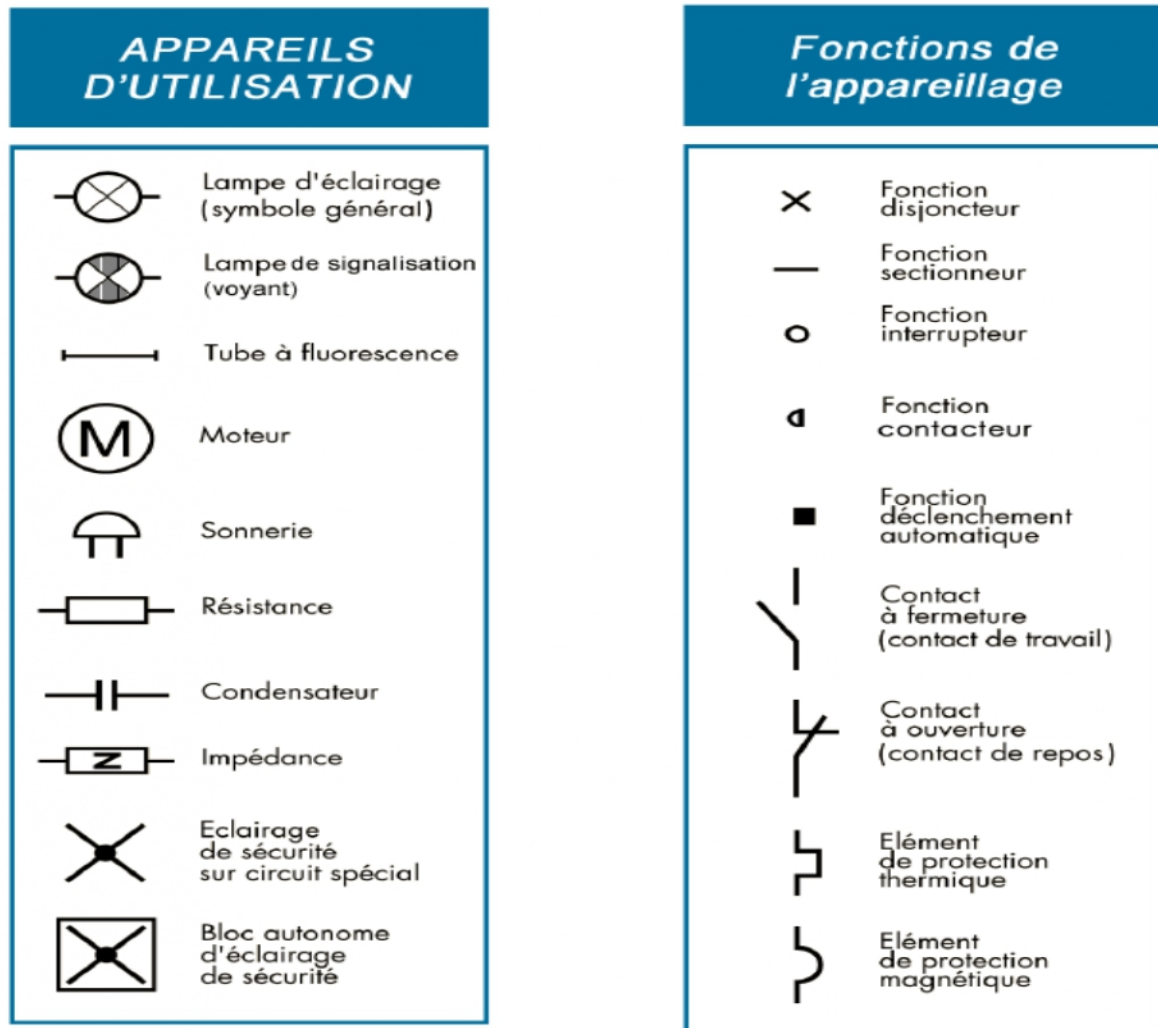 APPAREILS
D'UTILISATION
Lampe d'éclairage
(symbole général)
Lampe de signalisation
(voyant)
Tube à fluorescence
M
Moteur
Sonnerie
Résistance
Condensateur
Z
Impédance
Eclairage
de sécurité
sur circuit spécial
Bloc autonome
d'éclairage
de sécurité
Fonctions de
l'appareillage
Fonction
disjoncteur
Fonction
sectionneur
Fonction
interrupteur
Fonction
contacteur
Fonction
déclenchement
automatique
Contact
à fermeture
(contact de travail)
Contact
à ouverture
(contact de repos)
Elément
de protection
thermique
Elément
de protection
magnétique